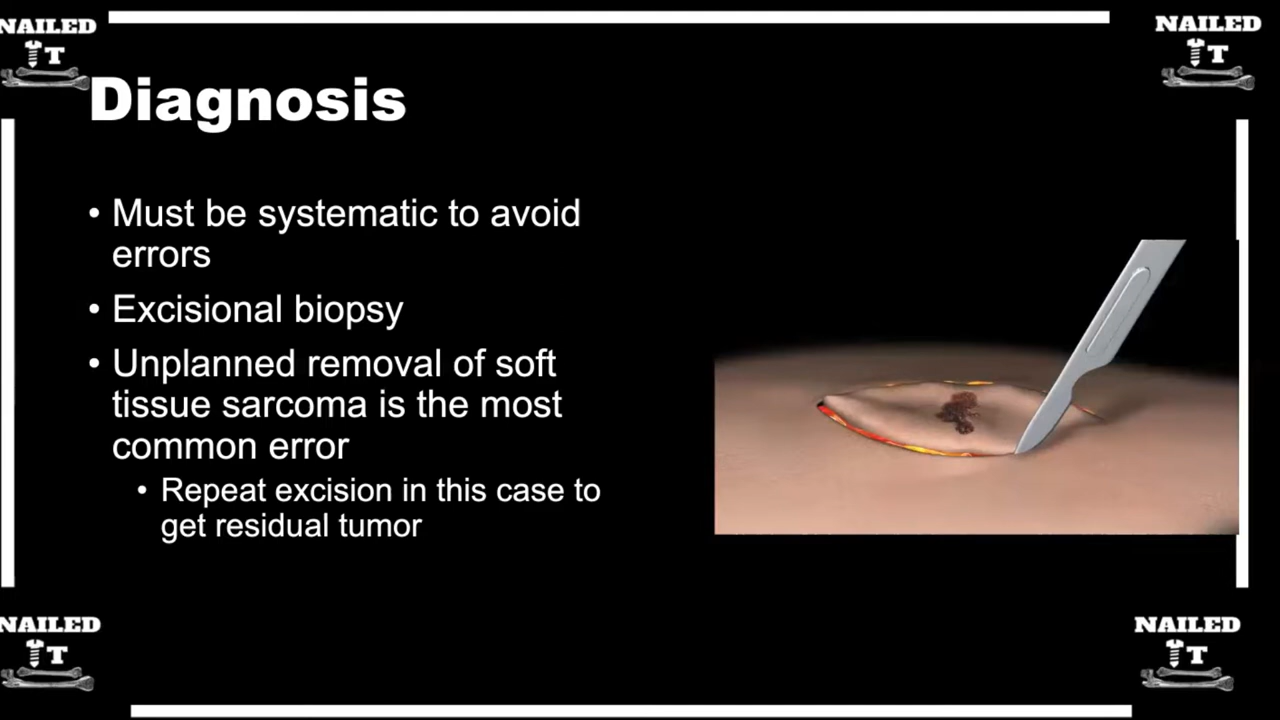 NAILED
IT
NAILED
IT
Diagnosis
• Must be systematic to avoid
errors
• Excisional biopsy
• Unplanned removal of soft
tissue sarcoma is the most
common error
• Repeat excision in this case to
get residual tumor
NAILED
IT
NAILED
IT